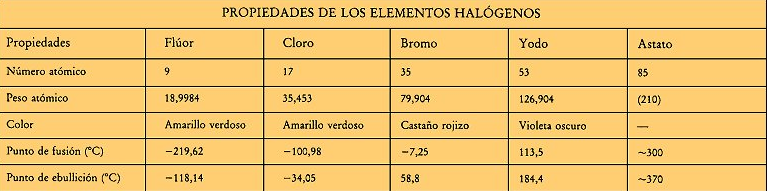 PROPIEDADES DE LOS ELEMENTOS HALÓGENOS
Propiedades Flúor Cloro Bromo Yodo Astato
Número atómico 9 17 35 53 85
Peso atómico 18,9984 35,453 79,904 126,904 (210)
Color Amarillo verdoso Amarillo verdoso Castaño rojizo Violeta oscuro —
Punto de fusión (°C) −219,62 −100,98 −7,25 113,5 ~300
Punto de ebullición (°C) −118,14 −34,05 58,8 184,4 ~370